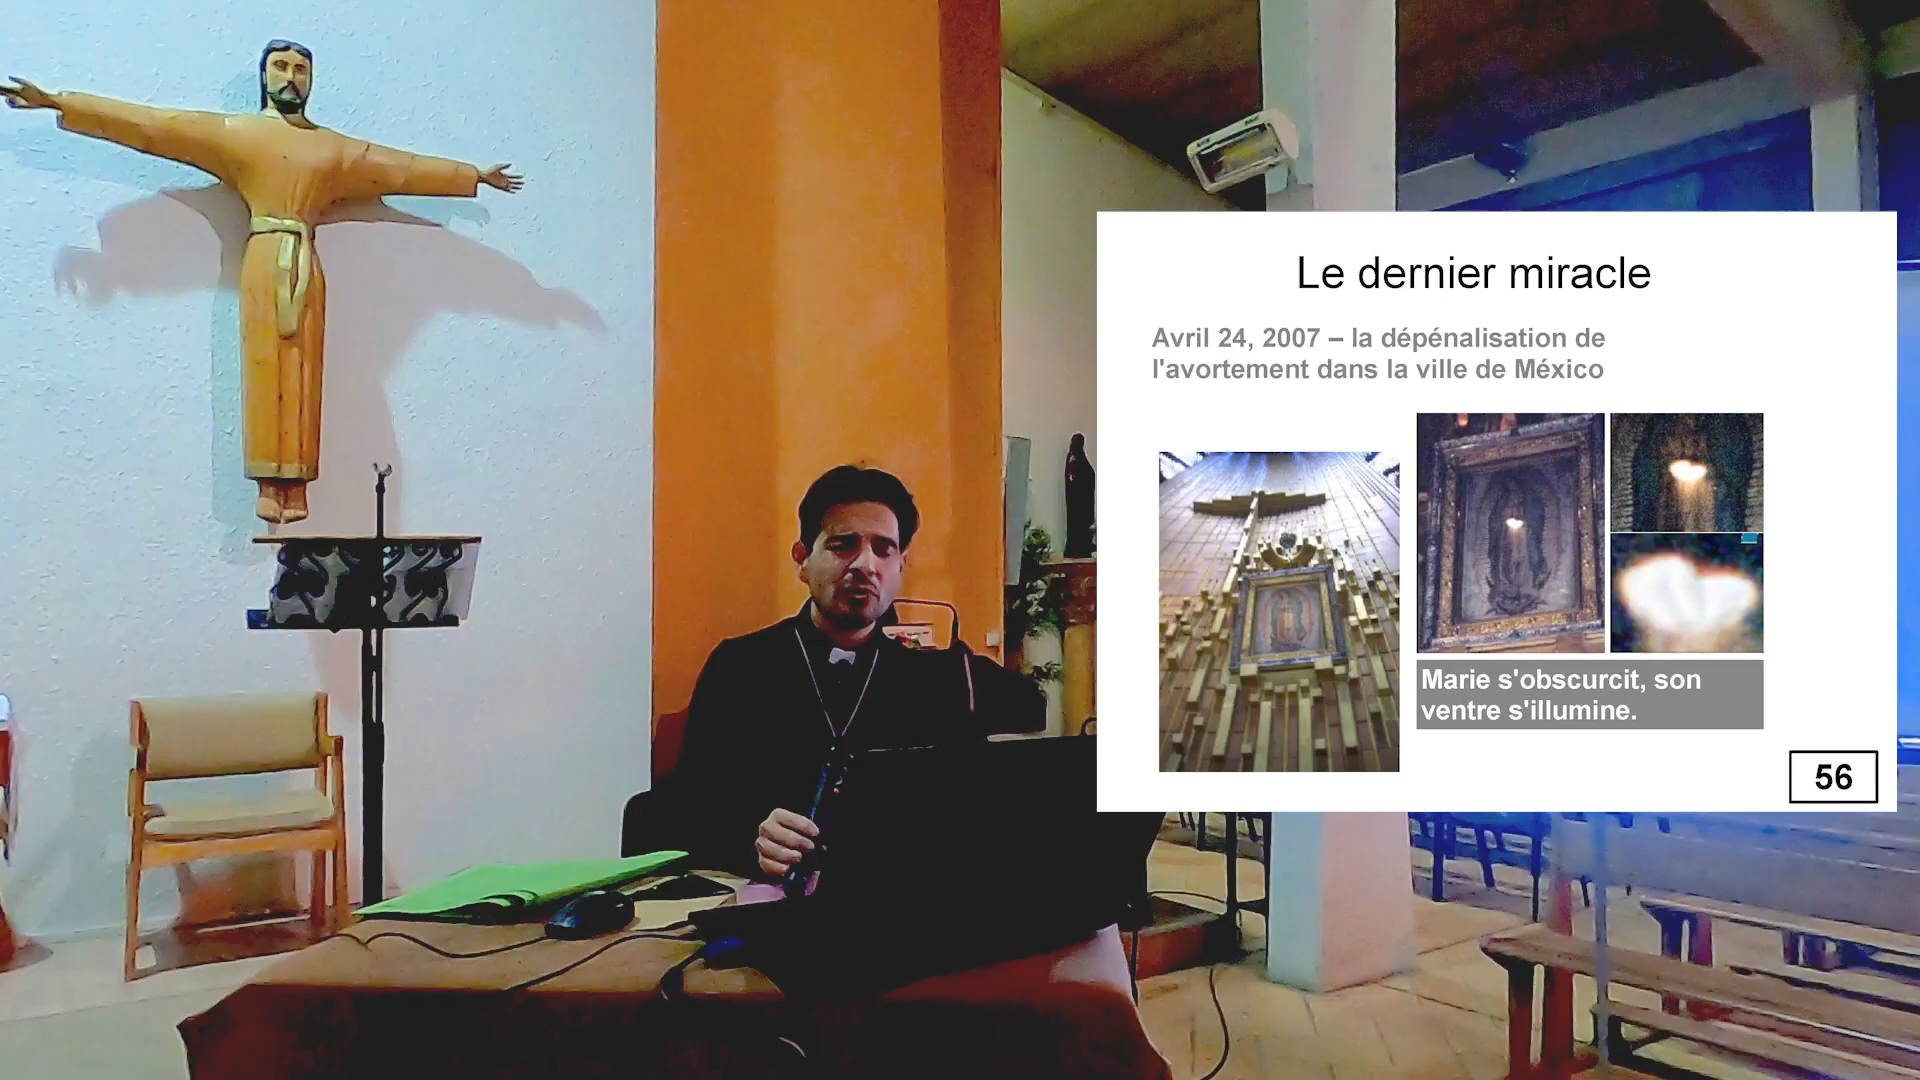 Le dernier miracle
Avril 24, 2007 – la dépénalisation de
l'avortement dans la ville de México
Marie s'obscurcit, son
ventre s'illumine.
56